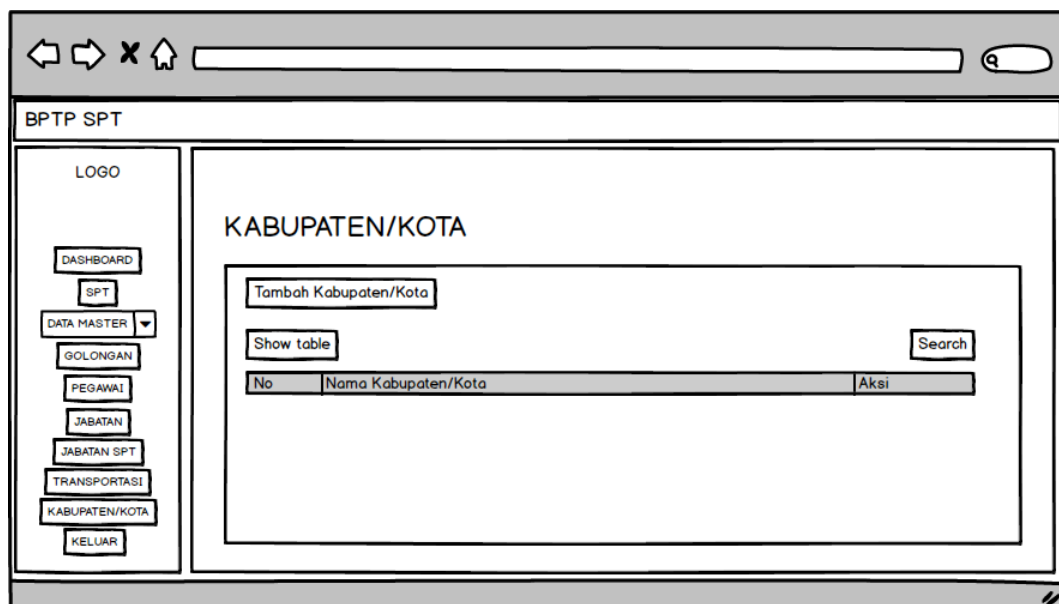 BPTP SPT
LOGO
DASHBOARD
SPT
DATA MASTER
GOLONGAN
PEGAWAI
JABATAN
JABATAN SPT
TRANSPORTASI
KABUPATEN/KOTA
KELUAR
KABUPATEN/KOTA
Tambah Kabupaten/Kota
Show table Search
No Nama Kabupaten/Kota Aksi